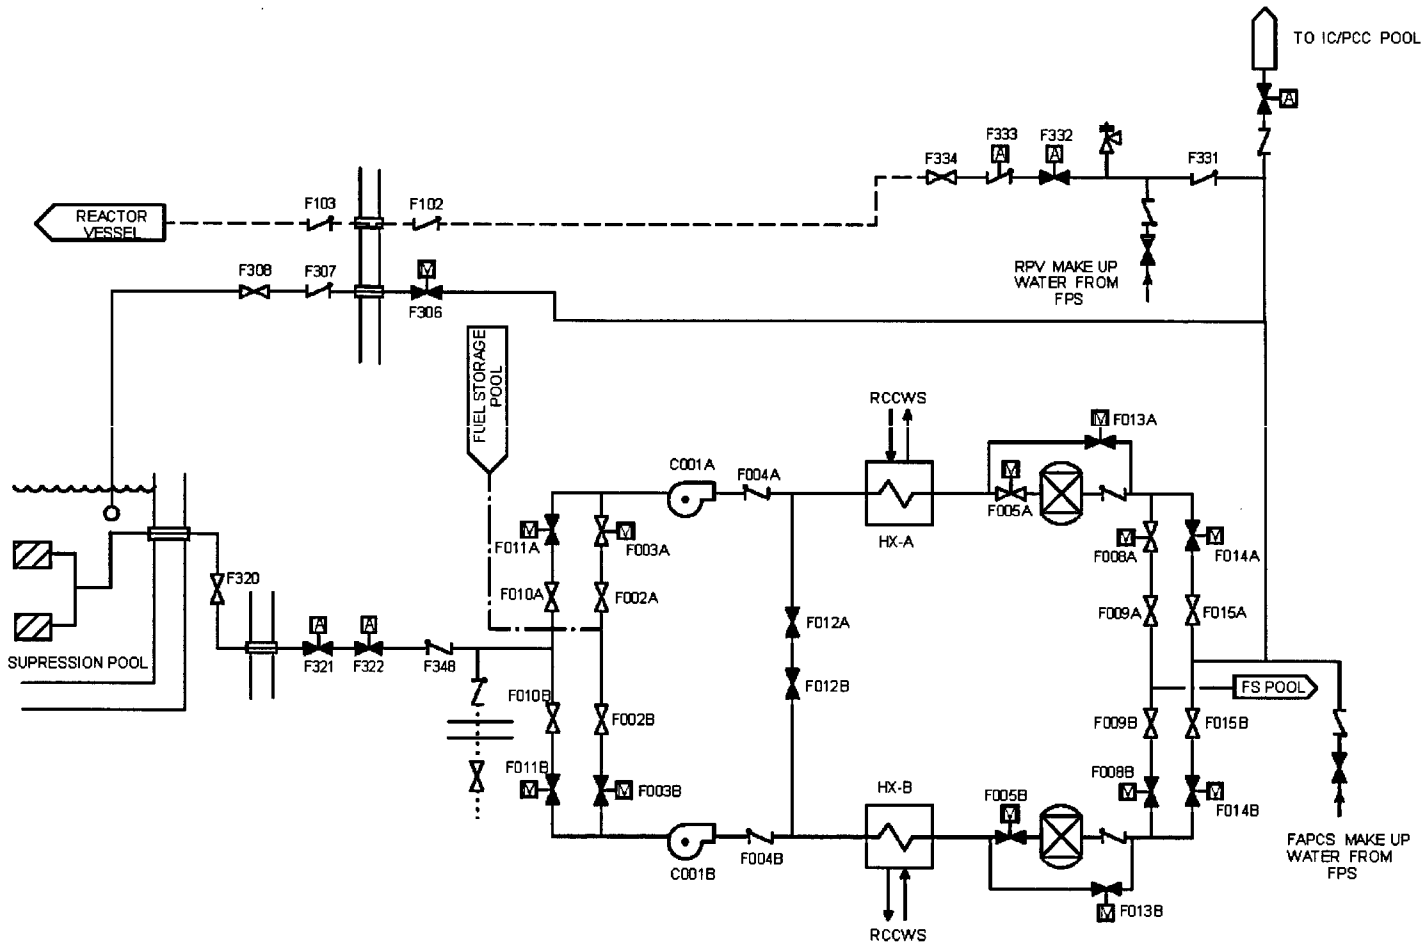 TO IC/PCC POOL
A
F333
F332
F331
F334
A
A
REACTOR
VESSEL
F103
F102
RPV MAKE UP
WATER FROM
FPS
F308
F307
M
F306
FUEL STORAGE
POOL
RCCWS
M
F013A
C001A
F004A
M
F005A
HX-A
M
F011A
M
F003A
M
F008A
M
F014A
F320
F010A
F002A
F009A
F015A
A
A
F012A
SUPRESSION POOL
F321
F322
F348
F012B
FS POOL
F010B
F002B
F009B
F015B
F011B
M
M
F003B
HX-B
F005B
M
F008B
M
M
F014B
C001B
F004B
FAPCS MAKE UP
WATER FROM
FPS
M
F013B
RCCWS